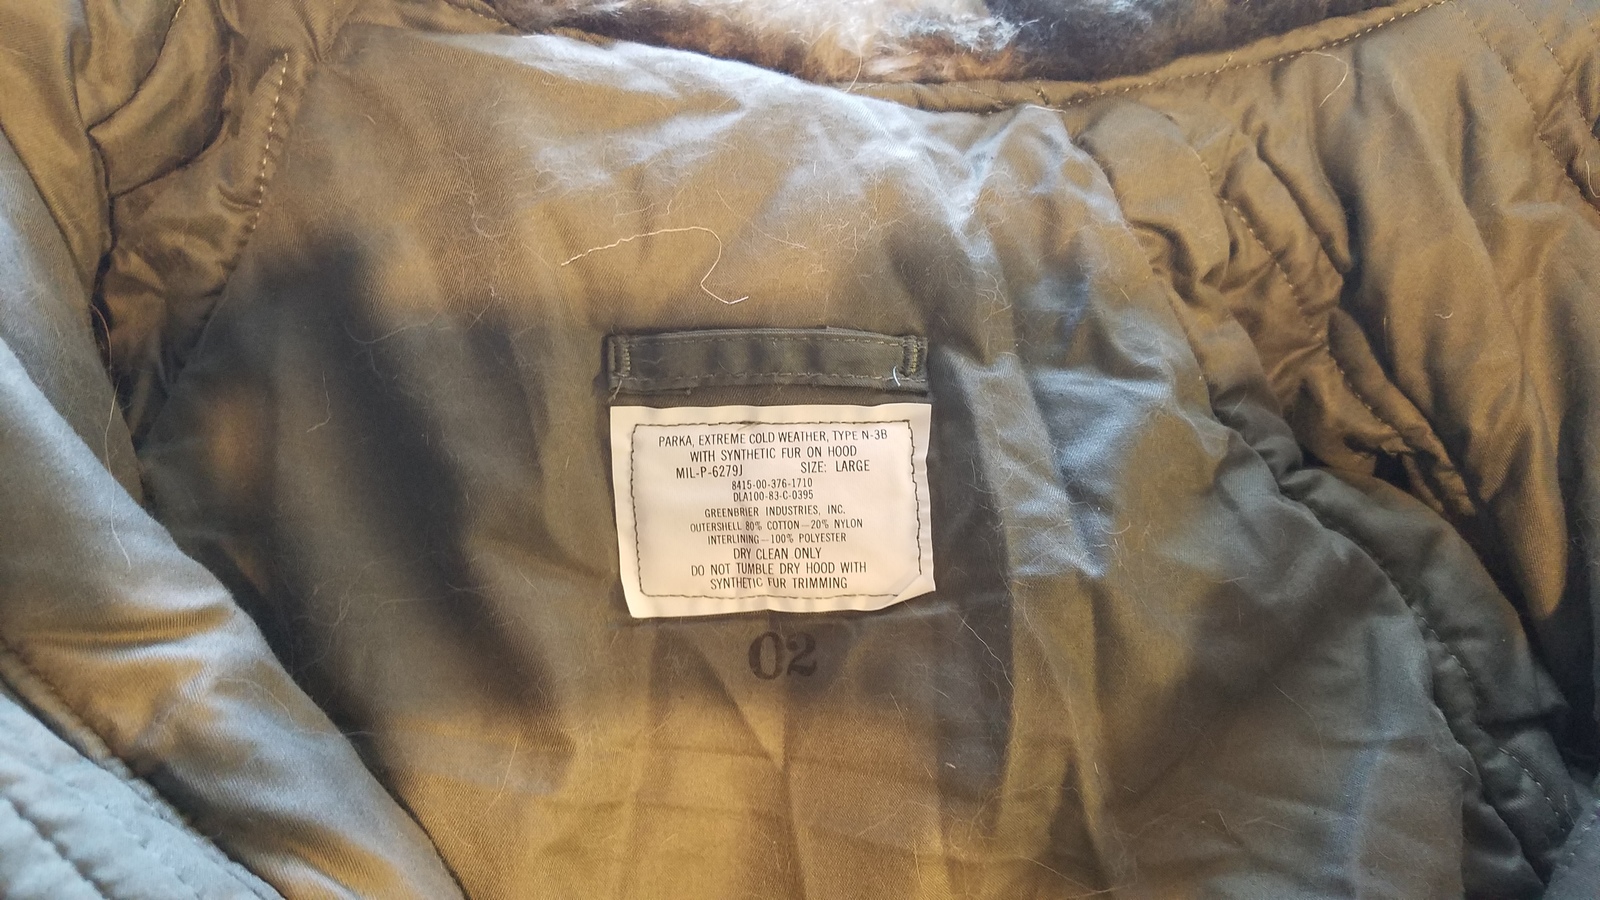 PARKA, EXTREME COLD WEATHER, TYPE N-3B
WITH SYNTHETIC FUR ON HOOD
MIL-P-6279J SIZE: LARGE
8415-00-376-1710
DLA100-83-C-0395
GREENBRIER INDUSTRIES, INC.
OUTERSHELL 80% COTTON—20% NYLON
INTERLINING—100% POLYESTER
DRY CLEAN ONLY
DO NOT TUMBLE DRY HOOD WITH
SYNTHETIC FUR TRIMMING
02